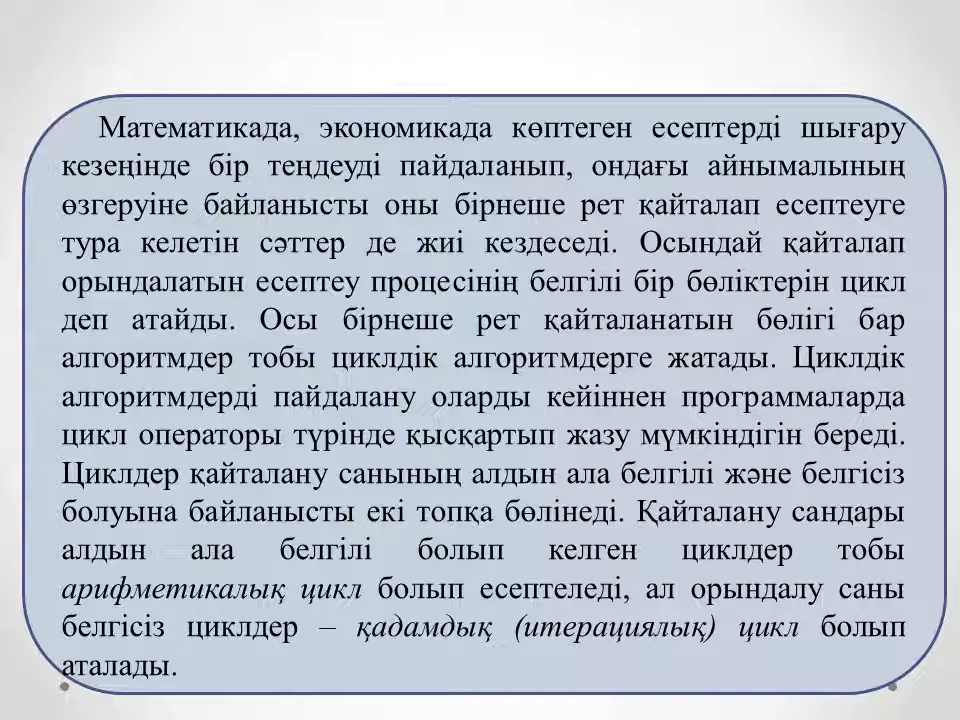 Математикада, экономикада көптеген есептерді шығару
кезеңінде бір теңдеуді пайдаланып, ондағы айнымалының
өзгеруіне байланысты оны бірнеше рет қайталап есептеуге
тура келетін сәттер де жиі кездеседі. Осындай қайталап
орындалатын есептеу процесінің белгілі бір бөліктерін цикл
деп атайды. Осы бірнеше рет қайталанатын бөлігі бар
алгоритмдер тобы циклдік алгоритмдерге жатады. Циклдік
алгоритмдерді пайдалану оларды кейіннен программаларда
цикл операторы түрінде қысқартып жазу мүмкіндігін береді.
Циклдер қайталану санының алдын ала белгілі және белгісіз
болуына байланысты екі топқа бөлінеді. Қайталану сандары
алдын ала белгілі болып келген циклдер тобы
арифметикалық цикл болып есептеледі, ал орындалу саны
белгісіз циклдер – қадамдық (итерациялық) цикл болып
аталады.